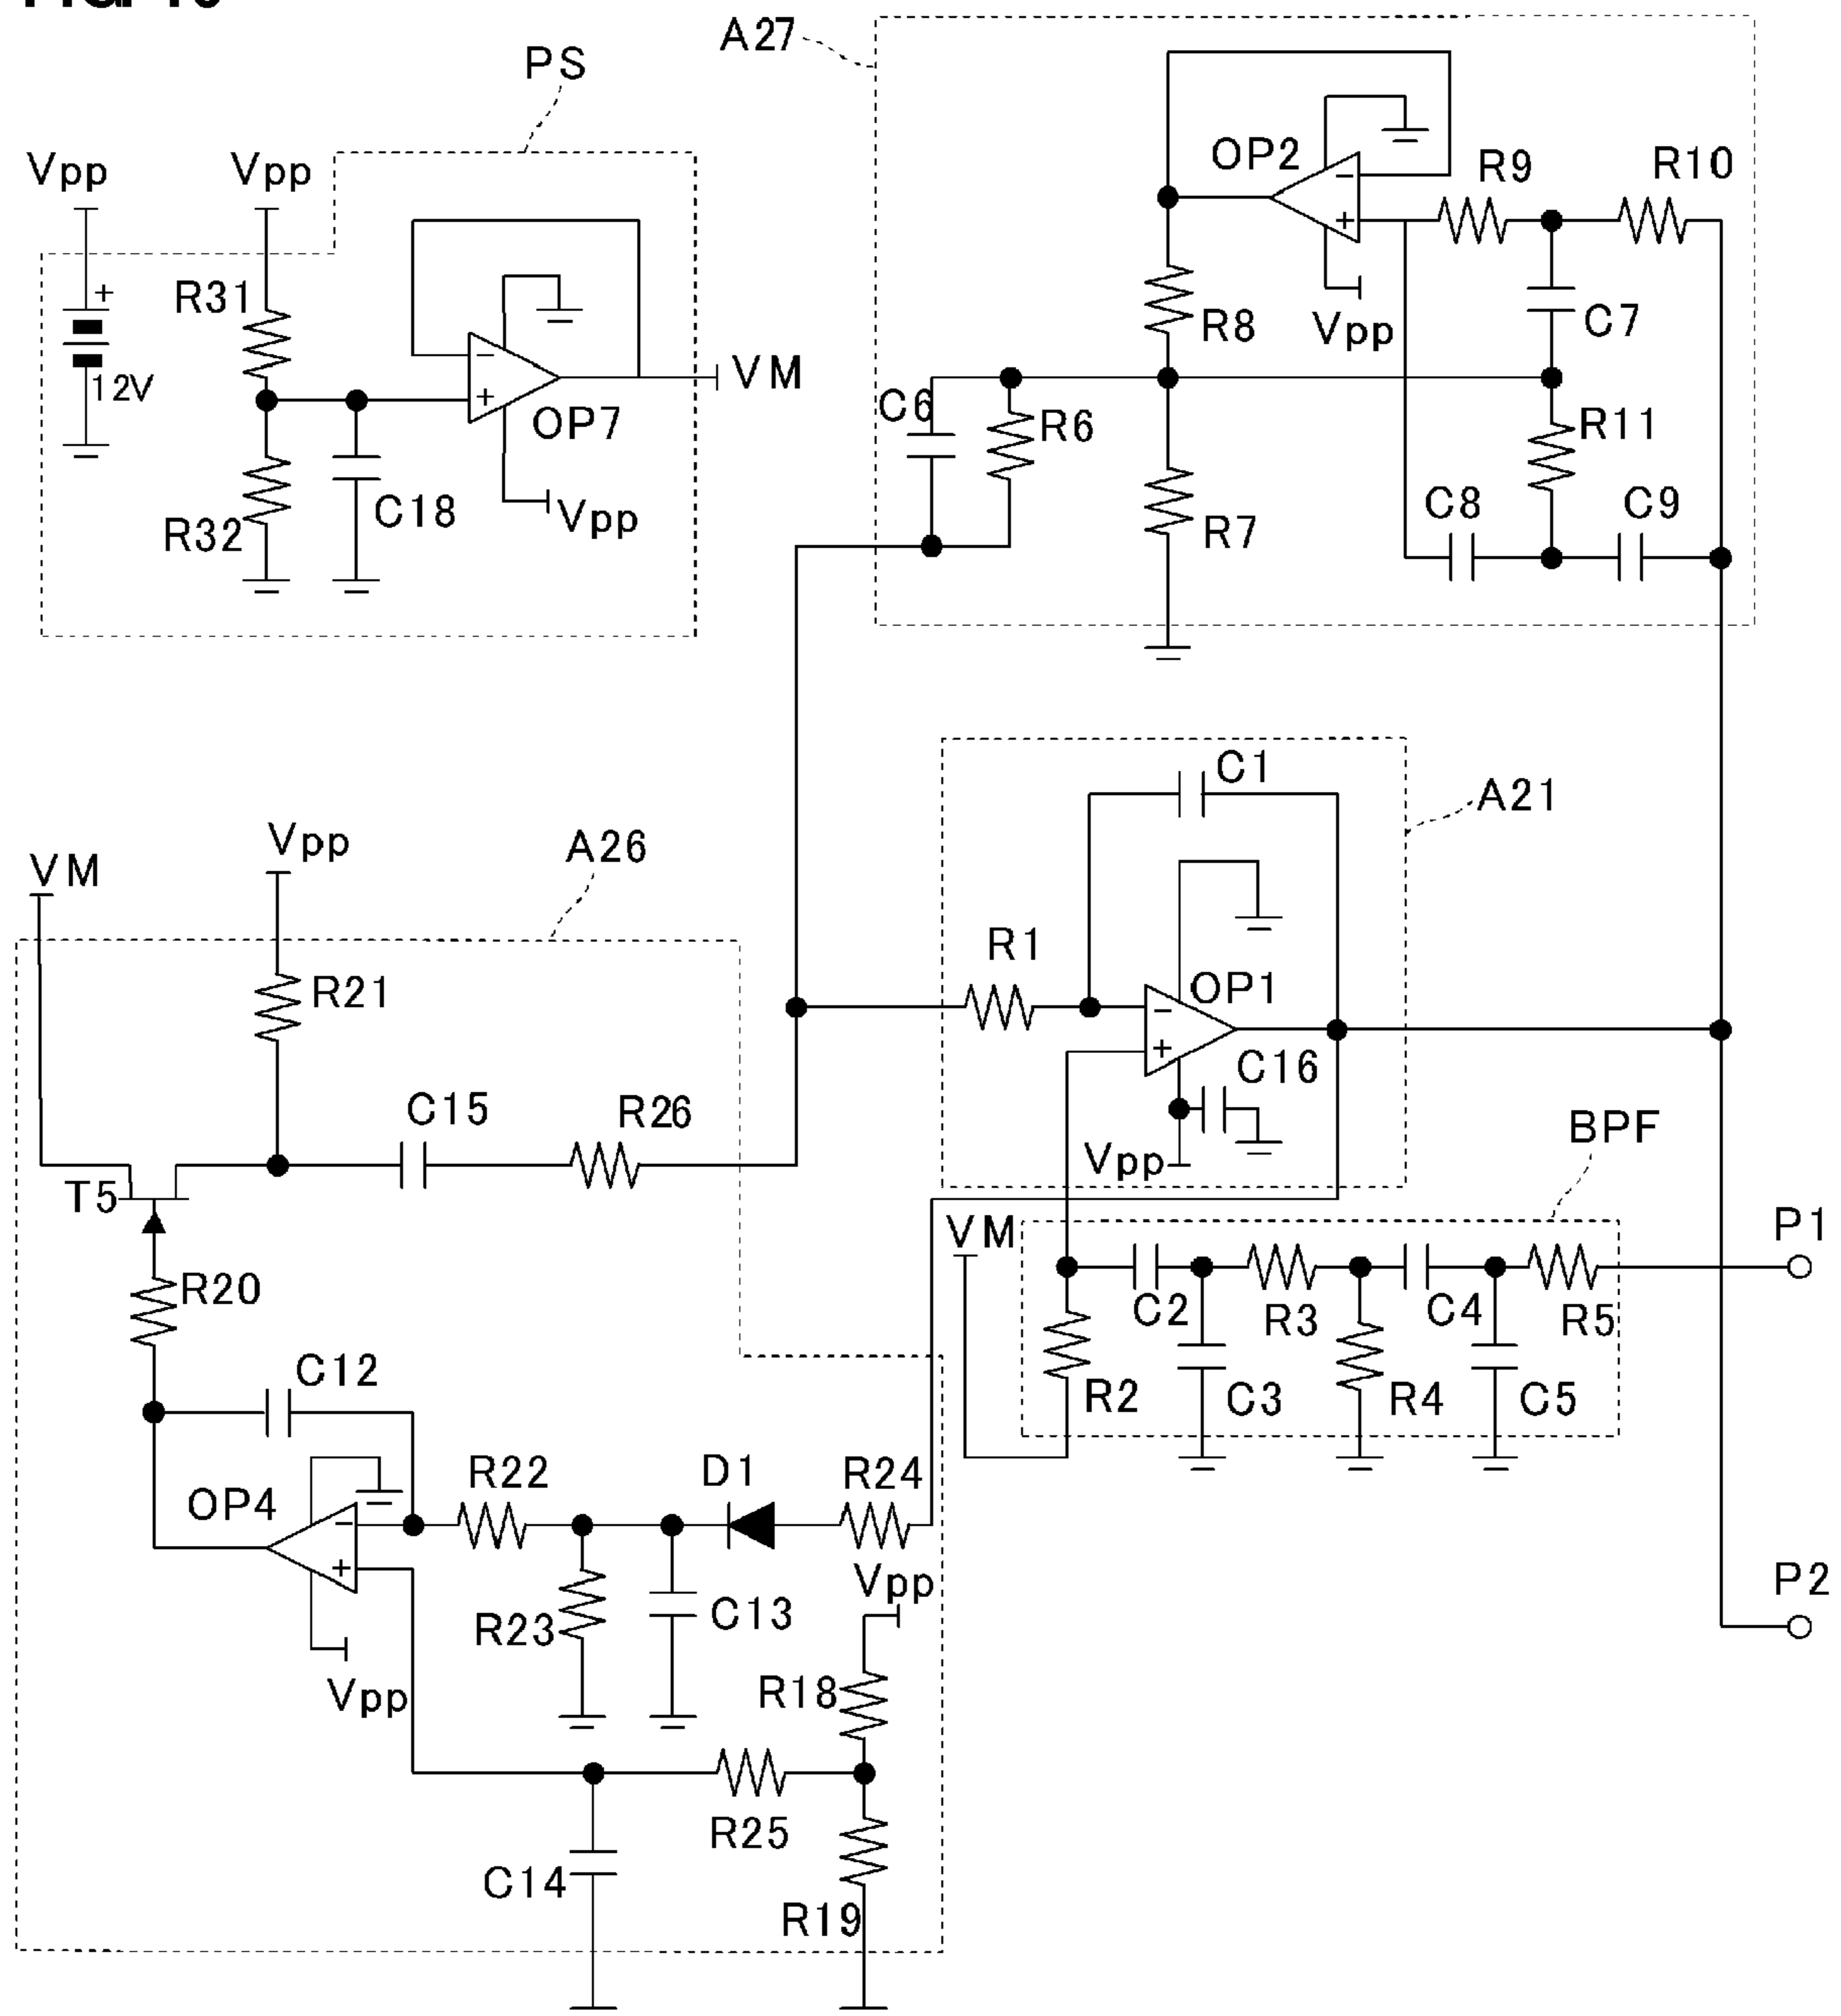 A27
PS
Vpp
Vpp
OP2
R9
R10
−
+
+
R31
12V
R32
C18
−
+
OP7
VM
Vpp
R8
Vpp
C7
C6
R6
R11
R7
C8
C9
C1
A21
R1
OP1
−
+
C16
Vpp
VM
Vpp
A26
R21
C15
R26
T5
R20
BPF
P1
VM
C2
R3
C4
R5
R2
C3
R4
C5
C12
OP4
−
+
R22
D1
R24
Vpp
R23
C13
Vpp
R18
R25
C14
R19
P2